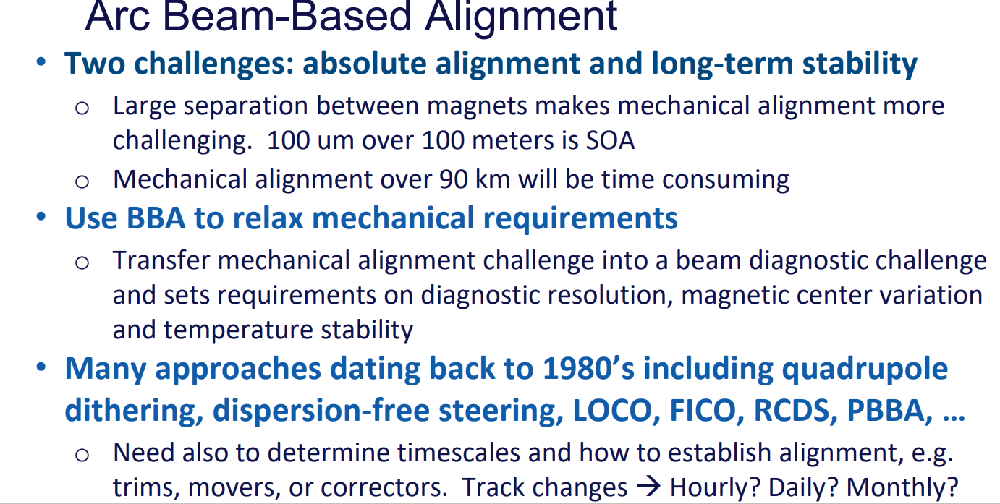 Arc Beam-Based Alignment
• Two challenges: absolute alignment and long-term stability
o Large separation between magnets makes mechanical alignment more
challenging.  100 um over 100 meters is SOA
o Mechanical alignment over 90 km will be time consuming
• Use BBA to relax mechanical requirements
o Transfer mechanical alignment challenge into a beam diagnostic challenge
and sets requirements on diagnostic resolution, magnetic center variation
and temperature stability
• Many approaches dating back to 1980’s including quadrupole
dithering, dispersion-free steering, LOCO, FICO, RCDS, PBBA, …
o Need also to determine timescales and how to establish alignment, e.g.
trims, movers, or correctors.  Track changes → Hourly? Daily? Monthly?